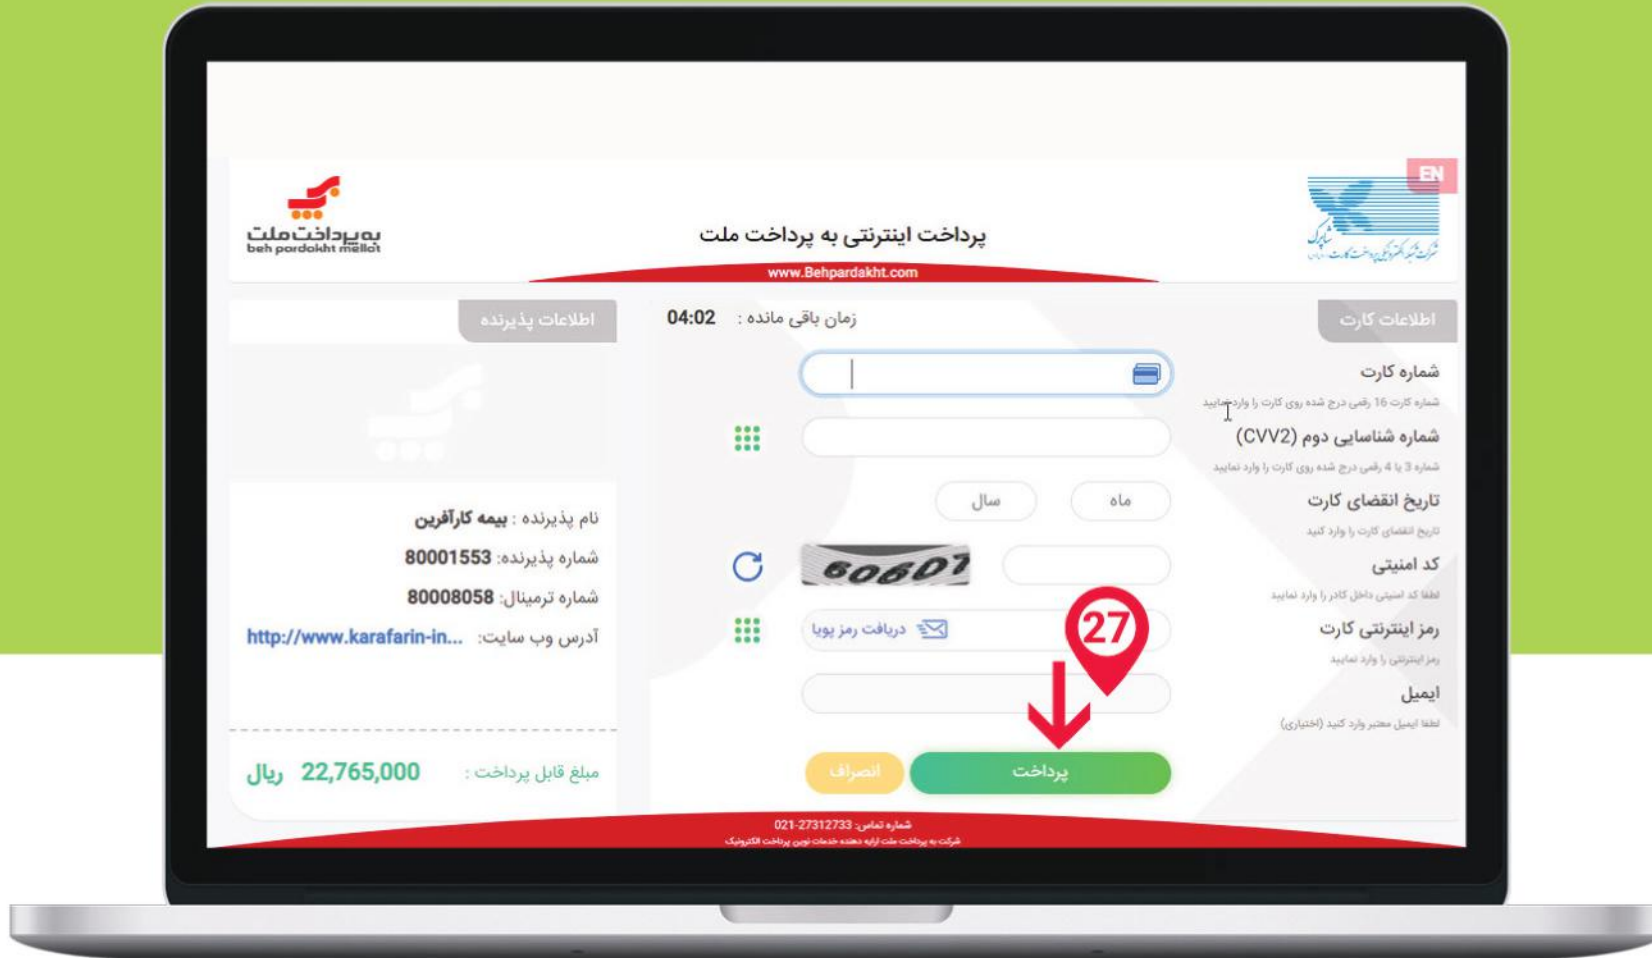 EN
شاپرک
به پرداخت ملت
beh pardakht mellat
پرداخت اینترنتی به پرداخت ملت
www.Behpardakht.com
اطلاعات کارت
زمان باقی مانده : 04:02
شماره کارت
شماره کارت 16 رقمی درج شده روی کارت را وارد نمایید
شماره شناسایی دوم (CVV2)
شماره 3 یا 4 رقمی درج شده روی کارت را وارد نمایید
تاریخ انقضای کارت
ماه
سال
تاریخ انقضای کارت را وارد کنید
کد امنیتی
60607
لطفا کد امنیتی داخل کادر را وارد نمایید
رمز اینترنتی کارت
دریافت رمز پویا
رمز اینترنتی را وارد نمایید
27
ایمیل
لطفا ایمیل معتبر وارد کنید (اختیاری)
پرداخت
انصراف
اطلاعات پذیرنده
نام پذیرنده : بیمه کارآفرین
شماره پذیرنده: 80001553
شماره ترمینال: 80008058
آدرس وب سایت: http://www.karafarin-in...
مبلغ قابل پرداخت : 22,765,000 ریال
شماره تماس: 27312733-021
شرکت به پرداخت ملت ارایه دهنده خدمات نوین پرداخت الکترونیک